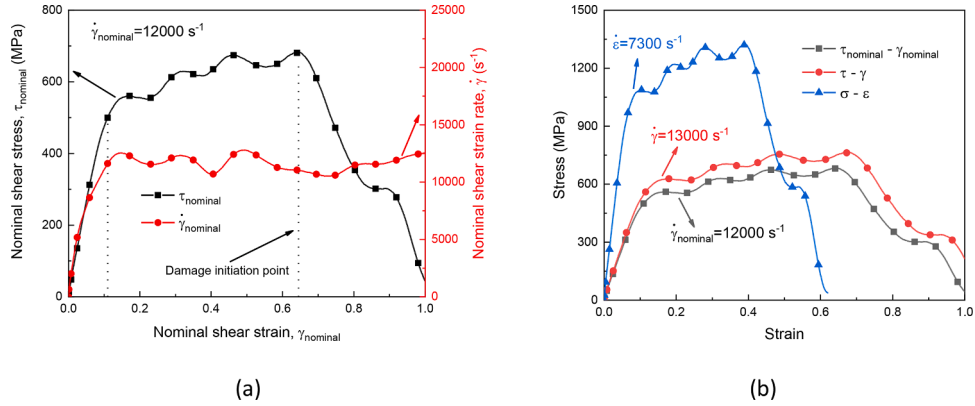 800
600
400
200
0
Nominal shear stress, τnominal (MPa)
γ̇nominal=12000 s-1
τnominal
γ̇nominal
Damage initiation point
0.0 0.2 0.4 0.6 0.8 1.0
Nominal shear strain, γnominal
25000
20000
15000
10000
5000
0
Nominal shear strain rate, γ̇ (s-1)
(a)
1500
1200
900
600
300
0
Stress (MPa)
ε̇=7300 s-1
τnominal - γnominal
τ - γ
σ - ε
γ̇=13000 s-1
γ̇nominal=12000 s-1
0.0 0.2 0.4 0.6 0.8 1.0
Strain
(b)